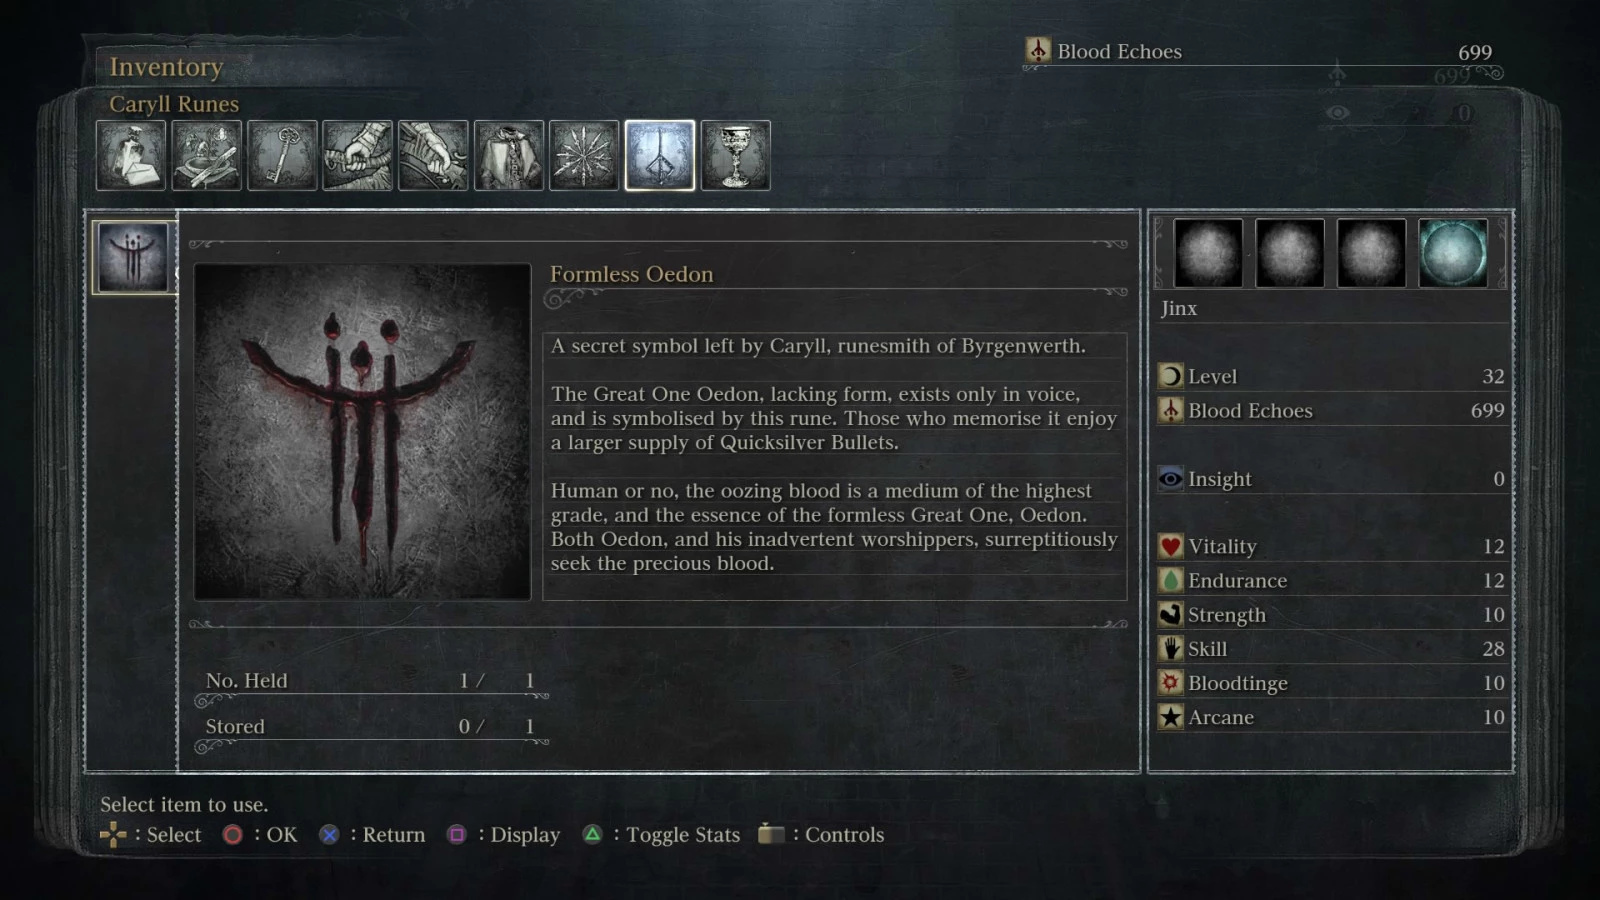 Inventory
Blood Echoes 699
699
0
Caryll Runes
Formless Oedon
A secret symbol left by Caryll, runesmith of Byrgenwerth.
The Great One Oedon, lacking form, exists only in voice,
and is symbolised by this rune. Those who memorise it enjoy
a larger supply of Quicksilver Bullets.
Human or no, the oozing blood is a medium of the highest
grade, and the essence of the formless Great One, Oedon.
Both Oedon, and his inadvertent worshippers, surreptitiously
seek the precious blood.
No. Held 1 / 1
Stored 0 / 1
Jinx
Level 32
Blood Echoes 699
Insight 0
Vitality 12
Endurance 12
Strength 10
Skill 28
Bloodtinge 10
Arcane 10
Select item to use.
: Select : OK : Return : Display : Toggle Stats : Controls